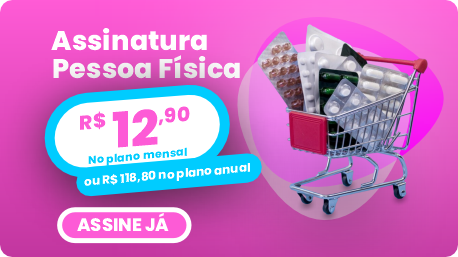 Assinatura
Pessoa Física
R$ 12,90
No plano mensal
ou R$ 118,80 no plano anual
ASSINE JÁ